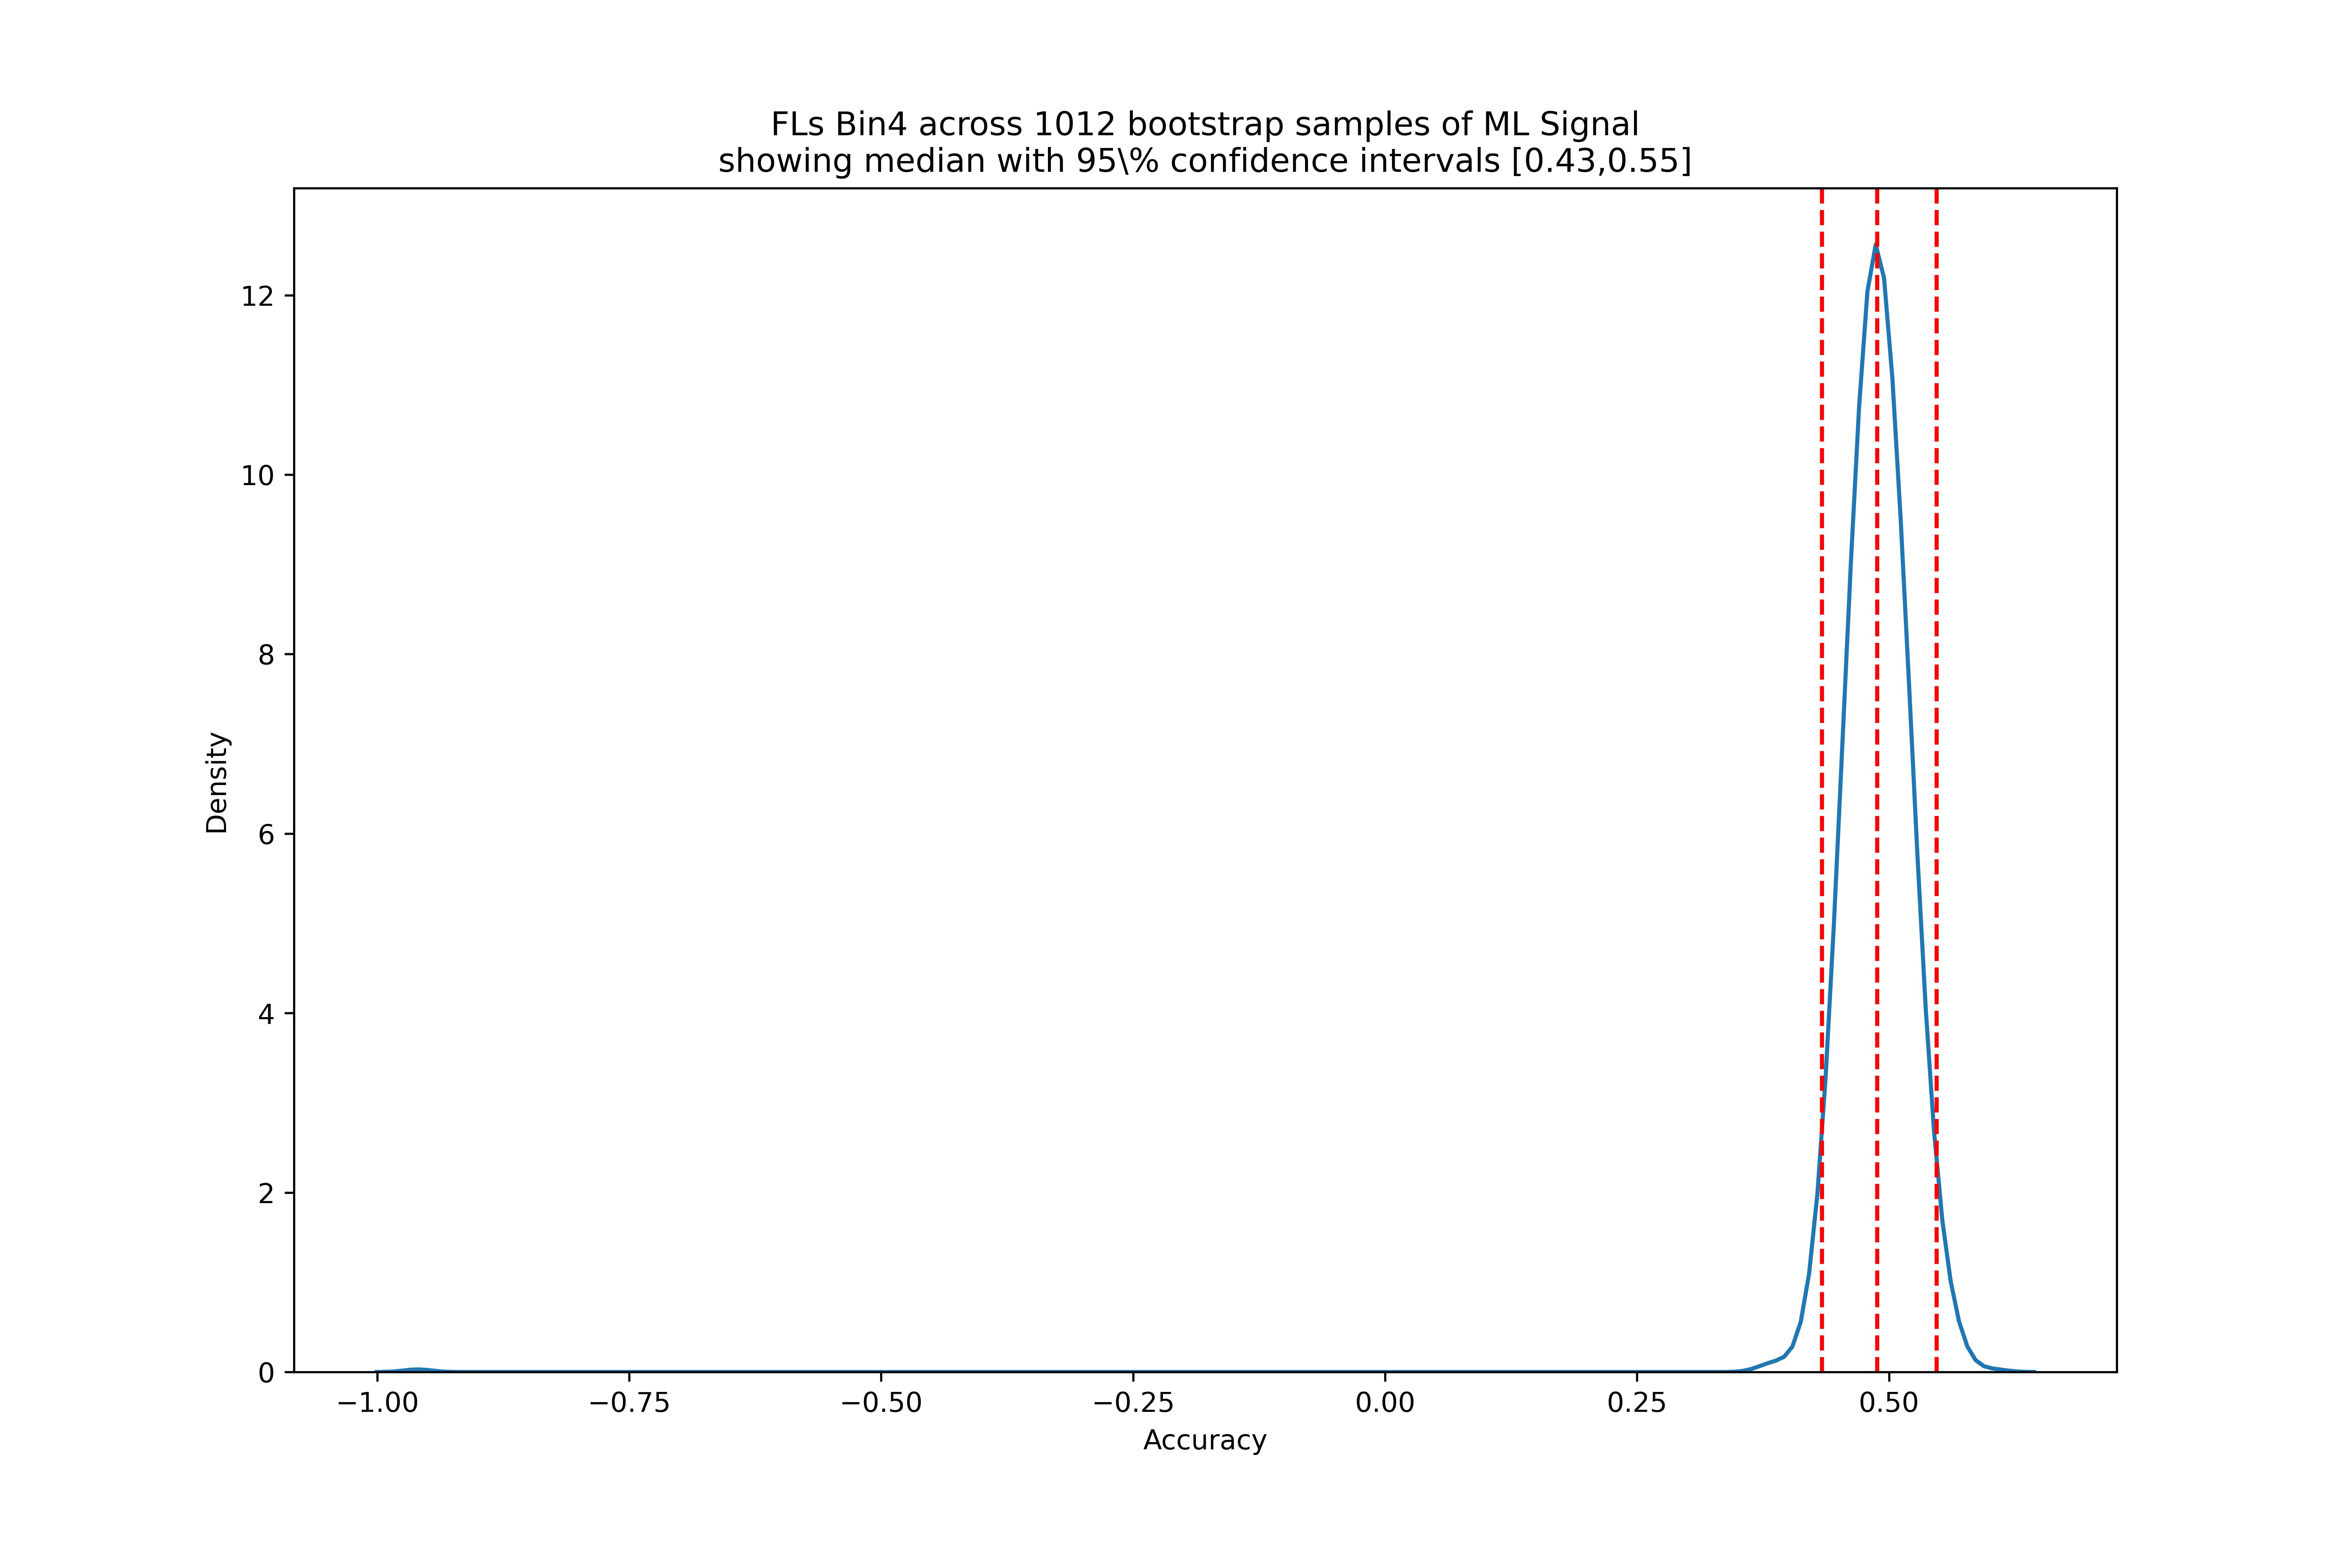 FLs Bin4 across 1012 bootstrap samples of ML Signal
showing median with 95\% confidence intervals [0.43,0.55]
12
10
8
6
4
2
0
Density
−1.00 −0.75 −0.50 −0.25 0.00 0.25 0.50
Accuracy